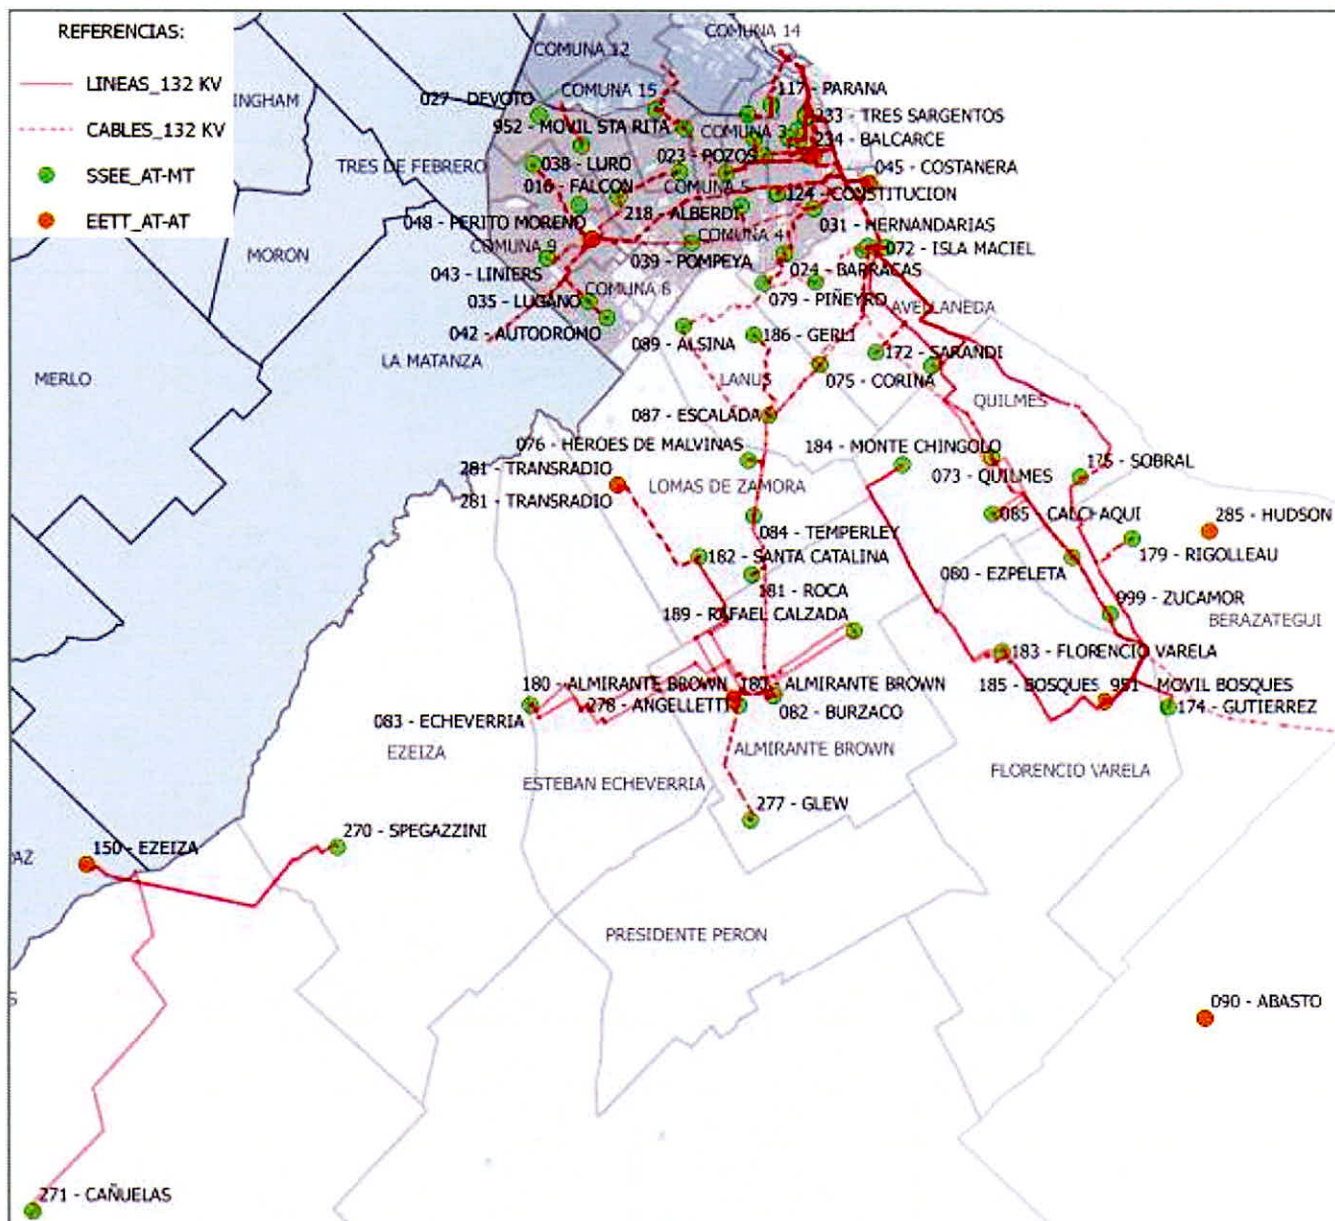 REFERENCIAS:
LINEAS_132 KV
CABLES_132 KV
SSEE_AT-MT
EETT_AT-AT
COMUNA 14
COMUNA 12
COMUNA 15
INGHAM
027 - DEVOTO
117 - PARANA
952 - MOVIL STA RITA
COMUNA 3
233 - TRES SARGENTOS
234 - BALCARCE
TRES DE FEBRERO
038 - LURO
023 - POZOS
045 - COSTANERA
016 - FALCON
COMUNA 5
124 - CONSTITUCION
048 - PERITO MORENO
218 - ALBERDI
031 - HERNANDARIAS
COMUNA 4
MORON
COMUNA 9
072 - ISLA MACIEL
039 - POMPEYA
043 - LINIERS
024 - BARRACAS
COMUNA 6
035 - LUGANO
079 - PIÑEYRO
AVELLANEDA
042 - AUTODROMO
186 - GERLI
089 - ALSINA
172 - SARANDI
LA MATANZA
MERLO
LANUS
075 - CORINA
QUILMES
087 - ESCALADA
076 - HEROES DE MALVINAS
184 - MONTE CHINGOLO
281 - TRANSRADIO
175 - SOBRAL
073 - QUILMES
LOMAS DE ZAMORA
281 - TRANSRADIO
085 - CALCHAQUI
285 - HUDSON
084 - TEMPERLEY
182 - SANTA CATALINA
179 - RIGOLLEAU
080 - EZPELETA
181 - ROCA
999 - ZUCAMOR
189 - RAFAEL CALZADA
BERAZATEGUI
183 - FLORENCIO VARELA
180 - ALMIRANTE BROWN
180 - ALMIRANTE BROWN
185 - BOSQUES
951 - MOVIL BOSQUES
278 - ANGELLETTI
174 - GUTIERREZ
083 - ECHEVERRIA
082 - BURZACO
EZEIZA
ALMIRANTE BROWN
ESTEBAN ECHEVERRIA
FLORENCIO VARELA
277 - GLEW
270 - SPEGAZZINI
150 - EZEIZA
AZ
PRESIDENTE PERON
S
090 - ABASTO
271 - CAÑUELAS